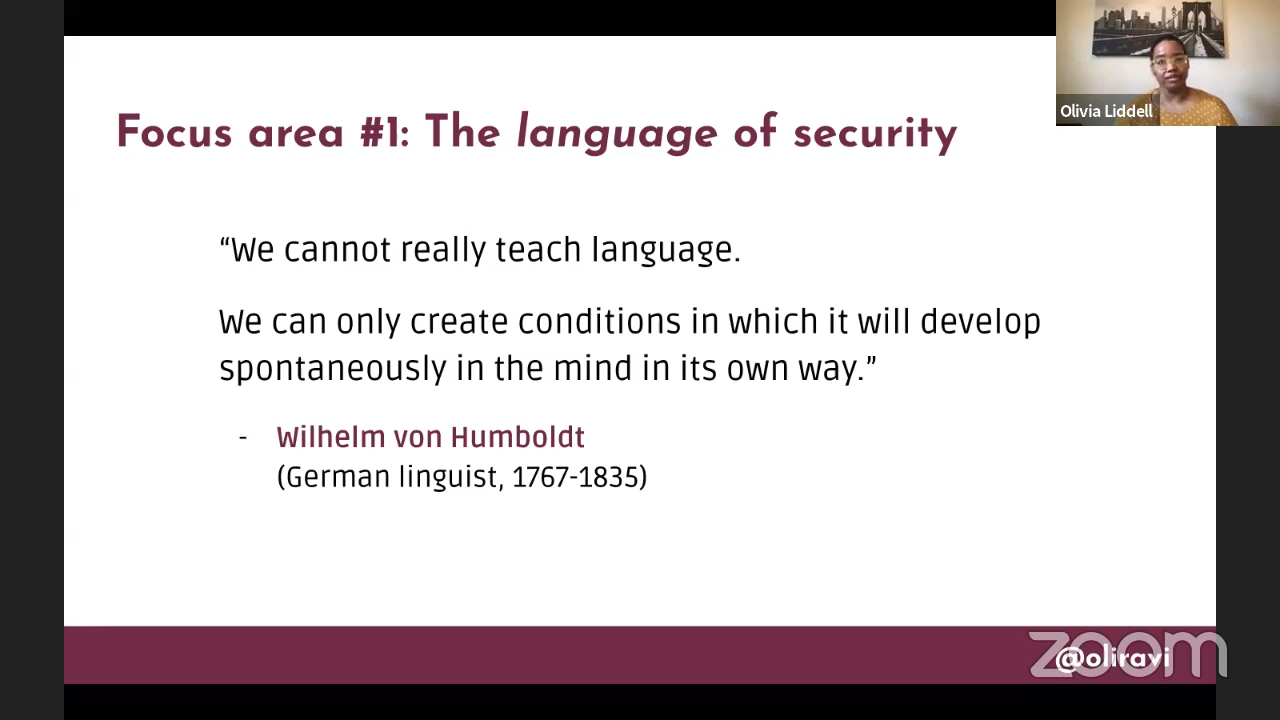 Olivia Liddell
Focus area #1: The language of security
“We cannot really teach language.
We can only create conditions in which it will develop
spontaneously in the mind in its own way.”
- Wilhelm von Humboldt
(German linguist, 1767-1835)
@oliravi
zoom